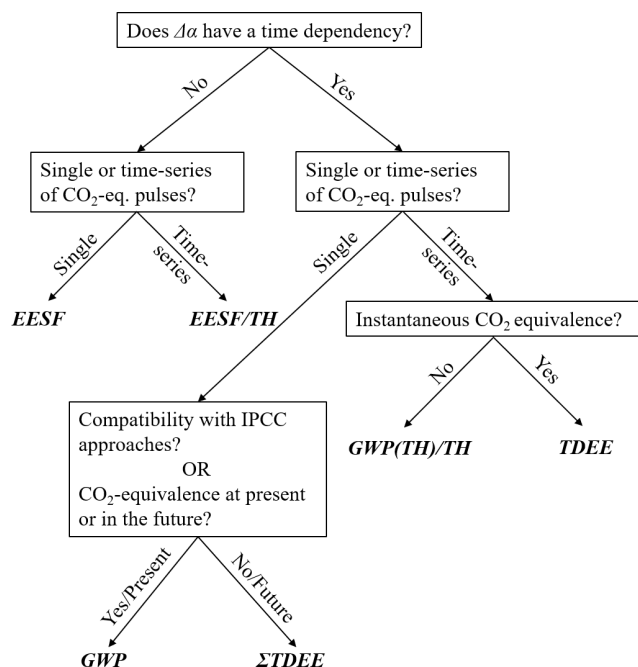 Does Δα have a time dependency?
No
Yes
Single or time-series
of CO₂-eq. pulses?
Single or time-series
of CO₂-eq. pulses?
Single
Time-
series
Single
Time-
series
EESF
EESF/TH
Instantaneous CO₂ equivalence?
No
Yes
Compatibility with IPCC
approaches?
OR
CO₂-equivalence at present
or in the future?
GWP(TH)/TH
TDEE
Yes/Present
No/Future
GWP
ΣTDEE